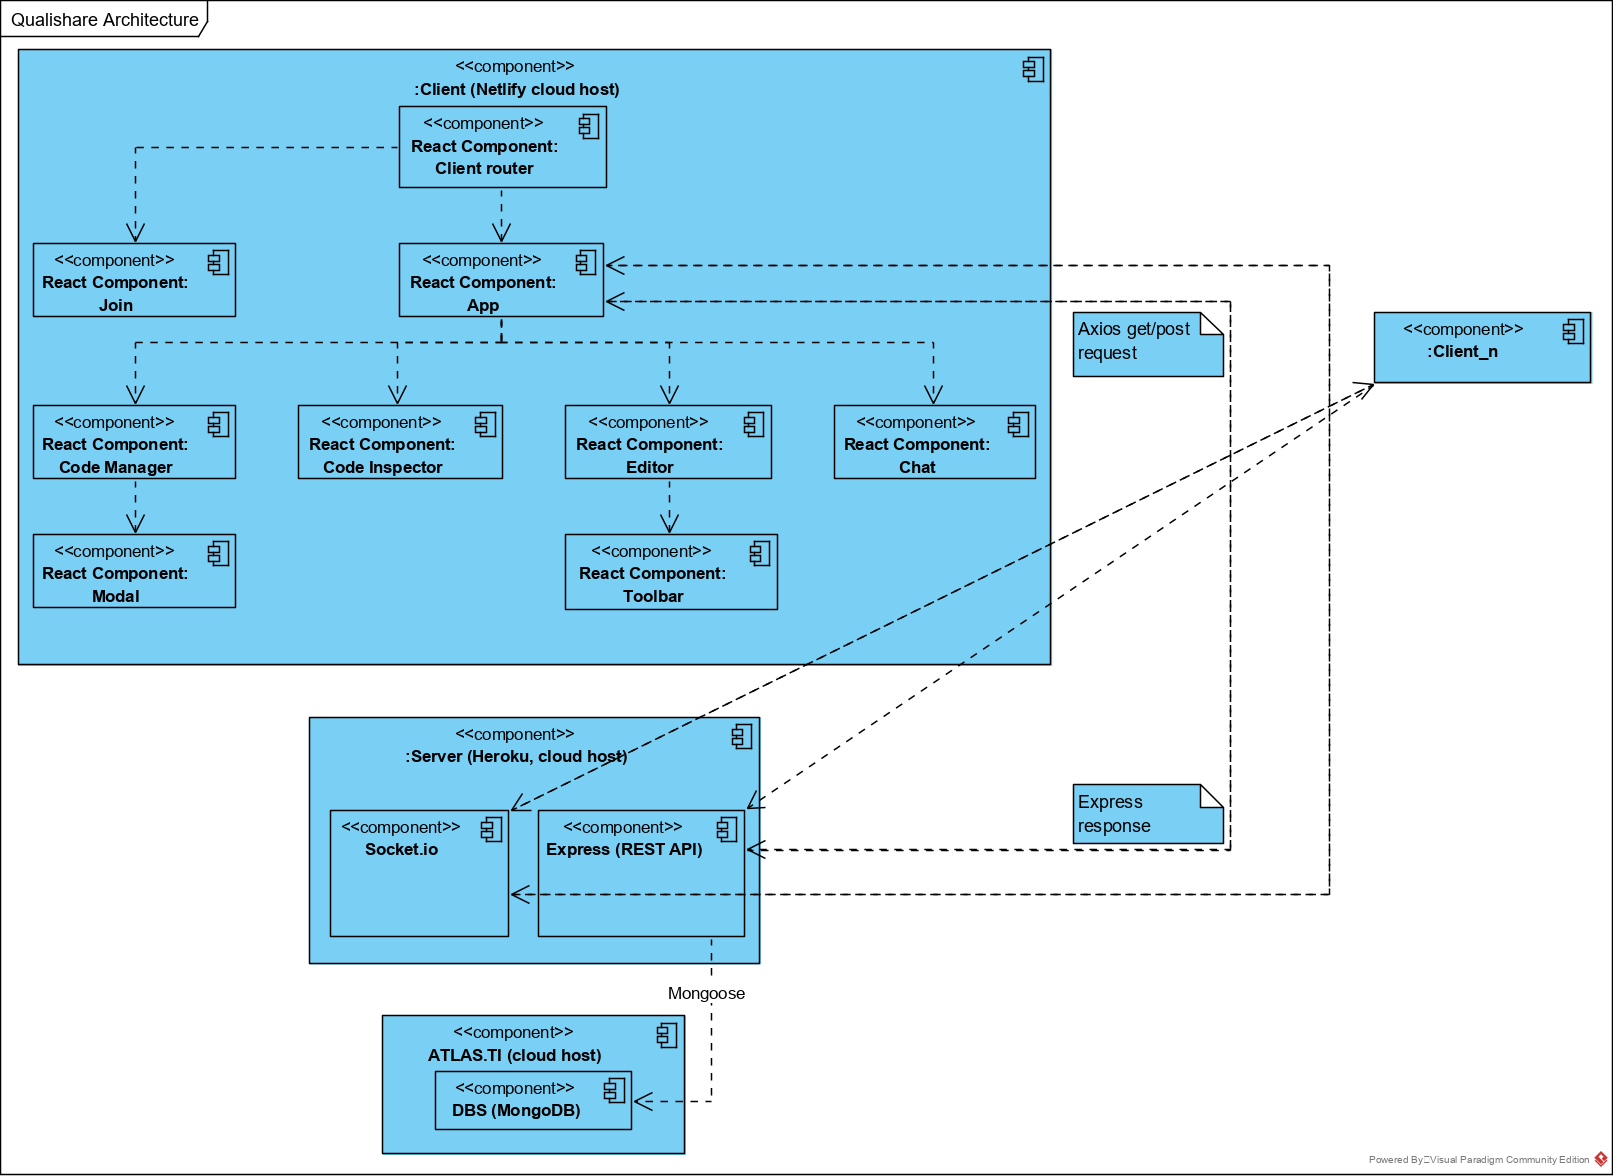 Qualishare Architecture
<<component>>
:Client (Netlify cloud host)
<<component>>
React Component:
Client router
<<component>>
React Component:
Join
<<component>>
React Component:
App
Axios get/post
request
<<component>>
:Client_n
<<component>>
React Component:
Code Manager
<<component>>
React Component:
Code Inspector
<<component>>
React Component:
Editor
<<component>>
React Component:
Chat
<<component>>
React Component:
Modal
<<component>>
React Component:
Toolbar
<<component>>
:Server (Heroku, cloud host)
<<component>>
Socket.io
<<component>>
Express (REST API)
Express
response
Mongoose
<<component>>
ATLAS.TI (cloud host)
<<component>>
DBS (MongoDB)
Powered By Visual Paradigm Community Edition